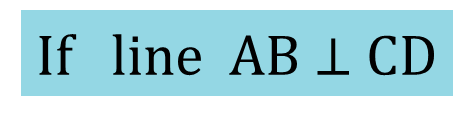 If line AB ⊥ CD